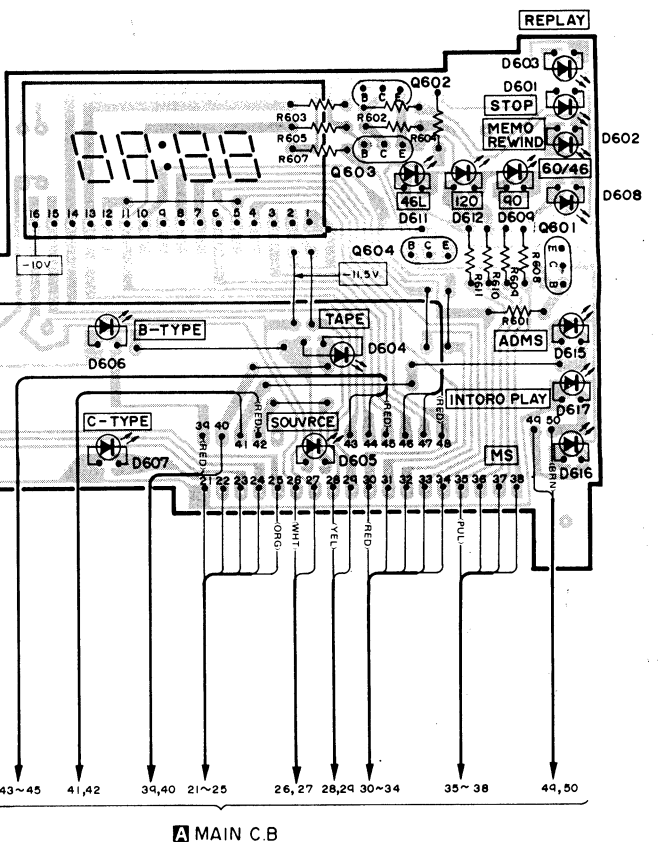 REPLAY
D603
Q602
D601
B C E
STOP
R603
R602
MEMO
REWIND
D602
R605
R604
R607
B C E
60/46
Q603
46L
120
90
D608
D611
D612
D609
Q601
16 15 14 13 12 11 10 9 8 7 6 5 4 3 2 1
Q604
B C E
E
C
B
-10V
-11.5V
R611
R610
R609
R608
R601
TAPE
B-TYPE
D604
ADMS
D615
D606
INTORO PLAY
D617
C-TYPE
39 40
(RED)
SOUVRCE
(RED)
(RED)
49 50
41 42
43 44 45 46 47 48
D607
(RED)
D605
MS
(BRN)
D616
21 22 23 24 25 26 27 28 29 30 31 32 33 34 35 36 37 38
ORG
WHT
YEL
RED
PUL
43~45
41,42
39,40
21~25
26,27
28,29
30~34
35~38
49,50
A MAIN C.B